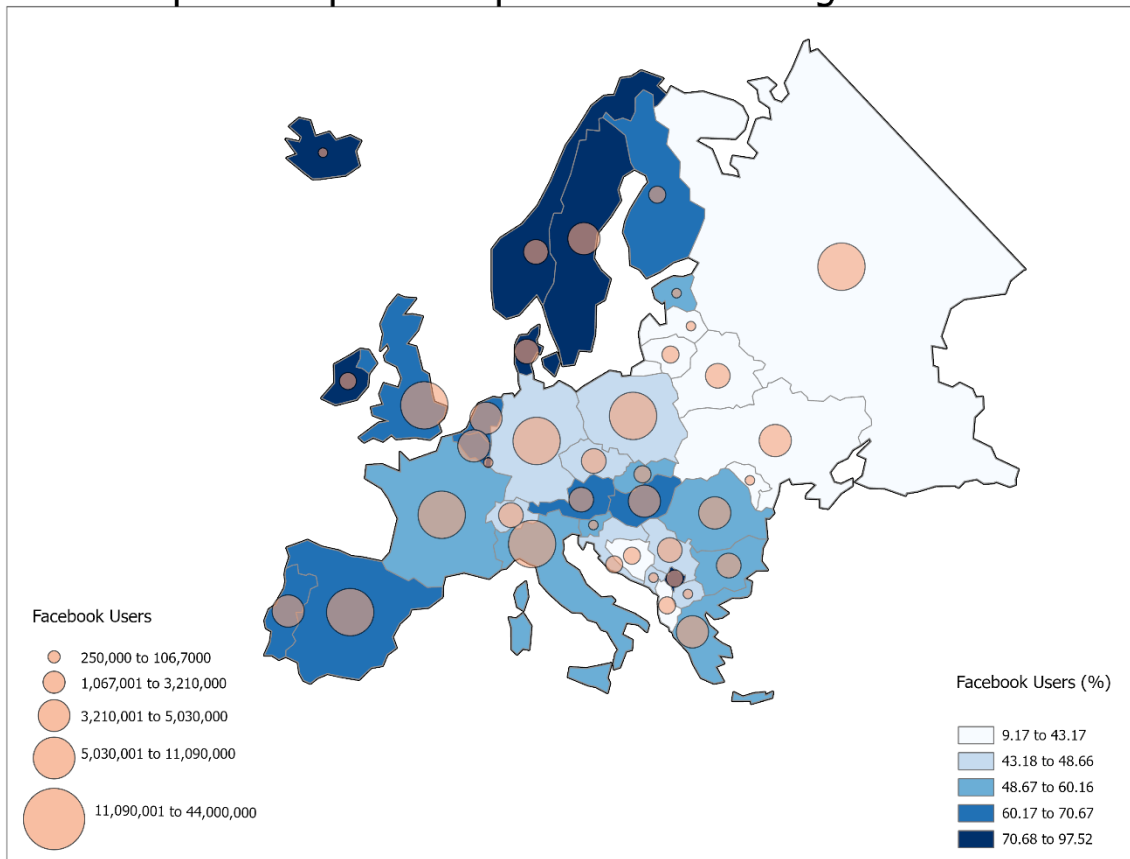 Facebook Users
250,000 to 106,7000
1,067,001 to 3,210,000
3,210,001 to 5,030,000
5,030,001 to 11,090,000
11,090,001 to 44,000,000
Facebook Users (%)
9.17 to 43.17
43.18 to 48.66
48.67 to 60.16
60.17 to 70.67
70.68 to 97.52